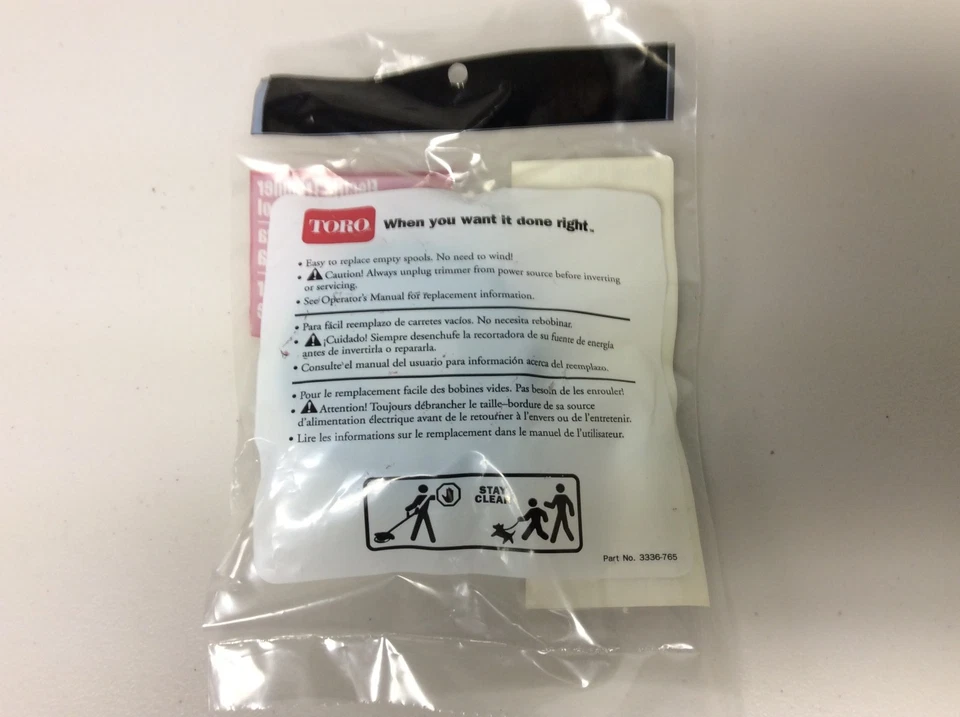 TORO When you want it done right™
• Easy to replace empty spools. No need to wind!
• Caution! Always unplug trimmer from power source before inverting
or servicing.
• See Operator's Manual for replacement information.
• Para fácil reemplazo de carretes vacíos. No necesita rebobinar.
• ¡Cuidado! Siempre desenchufe la recortadora de su fuente de energía
antes de invertirla o repararla.
• Consulte el manual del usuario para información acerca del reemplazo.
• Pour le remplacement facile des bobines vides. Pas besoin de les enrouler!
• Attention! Toujours débrancher le taille–bordure de sa source
d'alimentation électrique avant de le retourner à l'envers ou de l'entretenir.
• Lire les informations sur le remplacement dans le manuel de l'utilisateur.
STAY
CLEAR
Part No. 3336-765